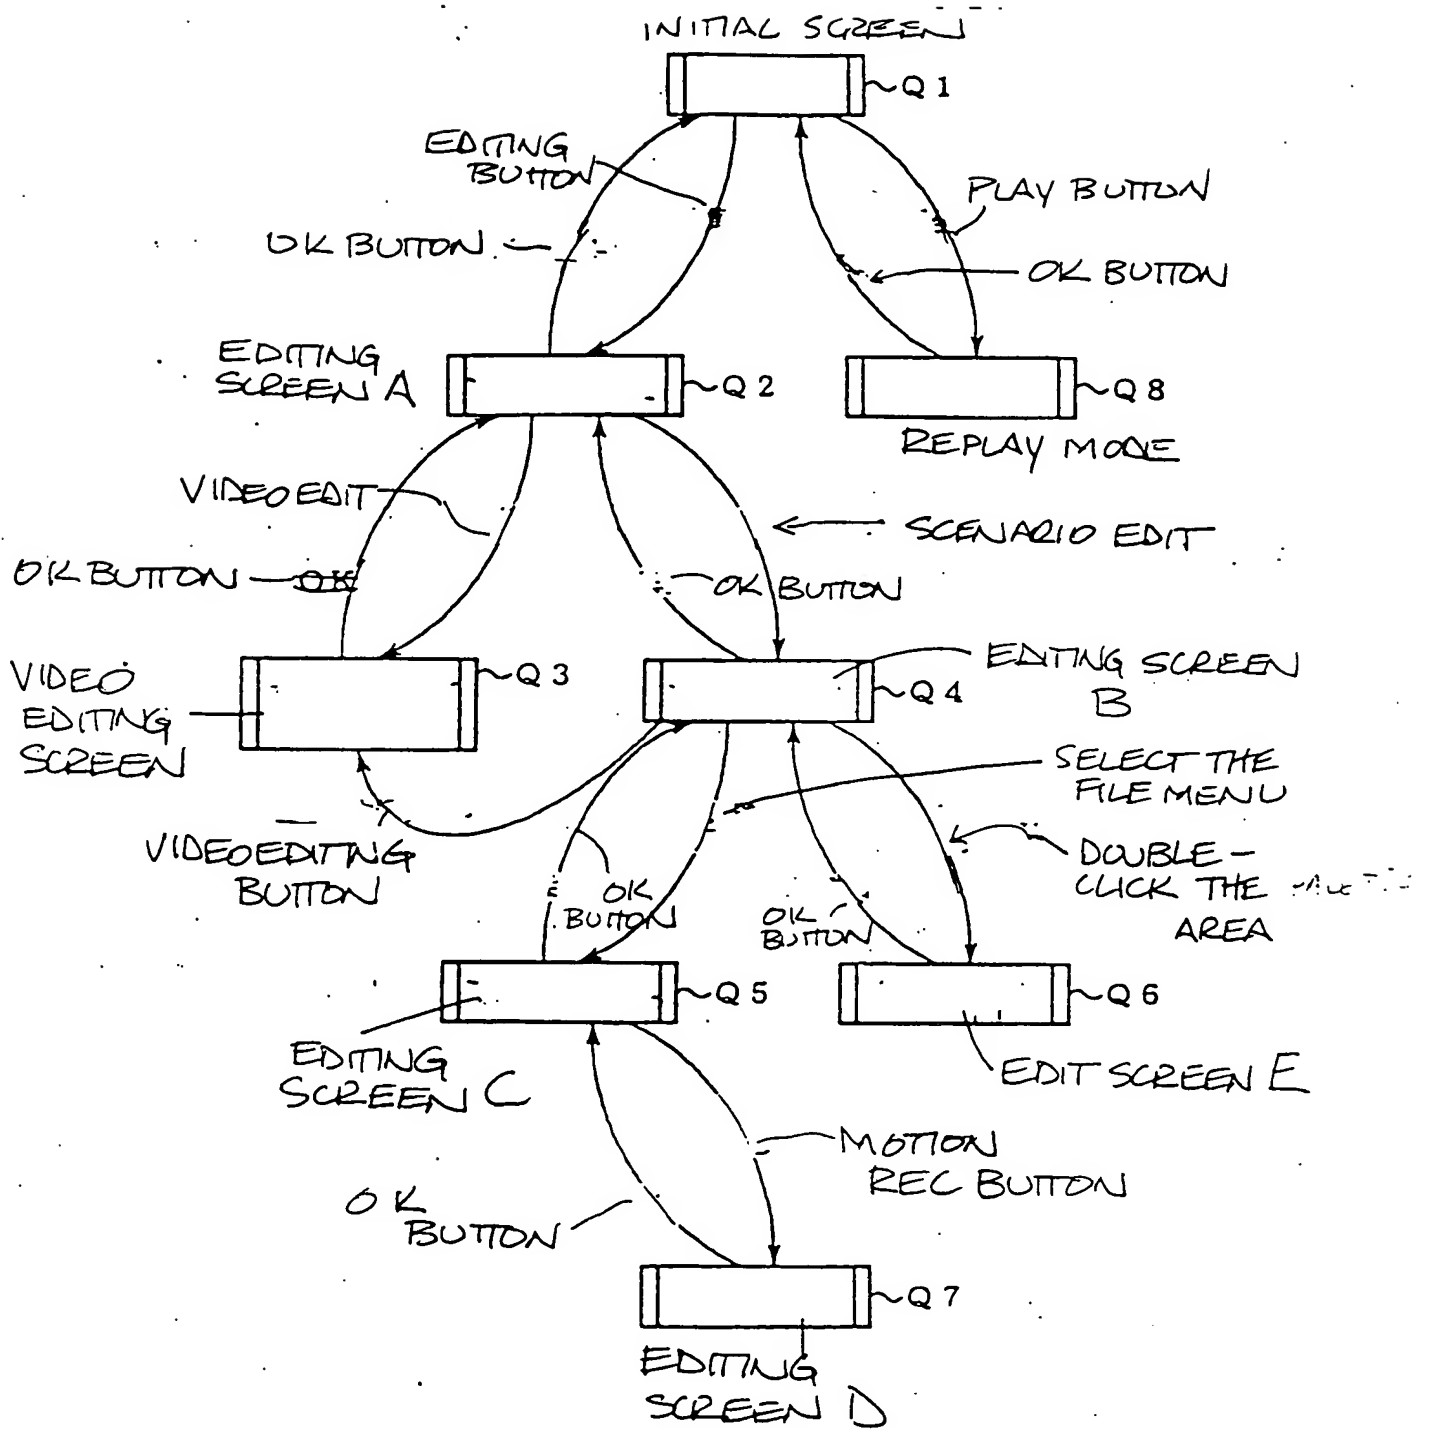 INITIAL SCREEN
Q1
EDITING
BUTTON
PLAY BUTTON
OK BUTTON
OK BUTTON
EDITING
SCREEN A
Q2
Q8
REPLAY MODE
VIDEO EDIT
SCENARIO EDIT
OK BUTTON OK
OK BUTTON
VIDEO
EDITING
SCREEN
Q3
Q4
EDITING SCREEN
B
SELECT THE
FILE MENU
VIDEO EDITING
BUTTON
OK
BUTTON
OK
BUTTON
DOUBLE-
CLICK THE
AREA
Q5
Q6
EDITING
SCREEN C
EDIT SCREEN E
MOTION
REC BUTTON
OK
BUTTON
Q7
EDITING
SCREEN D